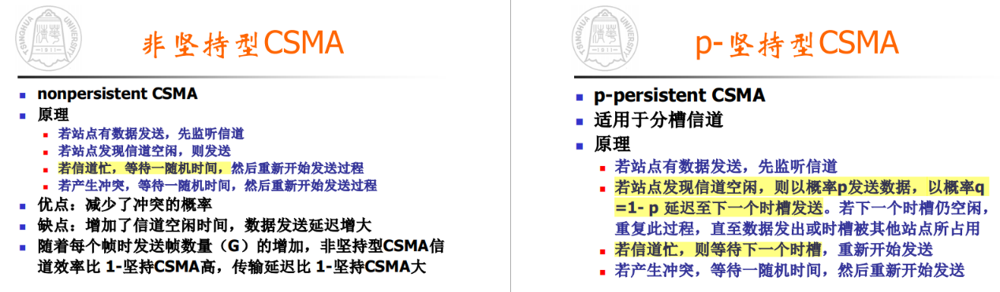 非坚持型CSMA
nonpersistent CSMA
原理
若站点有数据发送，先监听信道
若站点发现信道空闲，则发送
若信道忙，等待一随机时间，然后重新开始发送过程
若产生冲突，等待一随机时间，然后重新开始发送过程
优点：减少了冲突的概率
缺点：增加了信道空闲时间，数据发送延迟增大
随着每个帧时发送帧数量（G）的增加，非坚持型CSMA信
道效率比 1-坚持CSMA高，传输延迟比 1-坚持CSMA大
TSINGHUA UNIVERSITY
1911
p-坚持型CSMA
p-persistent CSMA
适用于分槽信道
原理
若站点有数据发送，先监听信道
若站点发现信道空闲，则以概率p发送数据，以概率q
=1- p 延迟至下一个时槽发送。若下一个时槽仍空闲，
重复此过程，直至数据发出或时槽被其他站点所占用
若信道忙，则等待下一个时槽，重新开始发送
若产生冲突，等待一随机时间，然后重新开始发送
TSINGHUA UNIVERSITY
1911